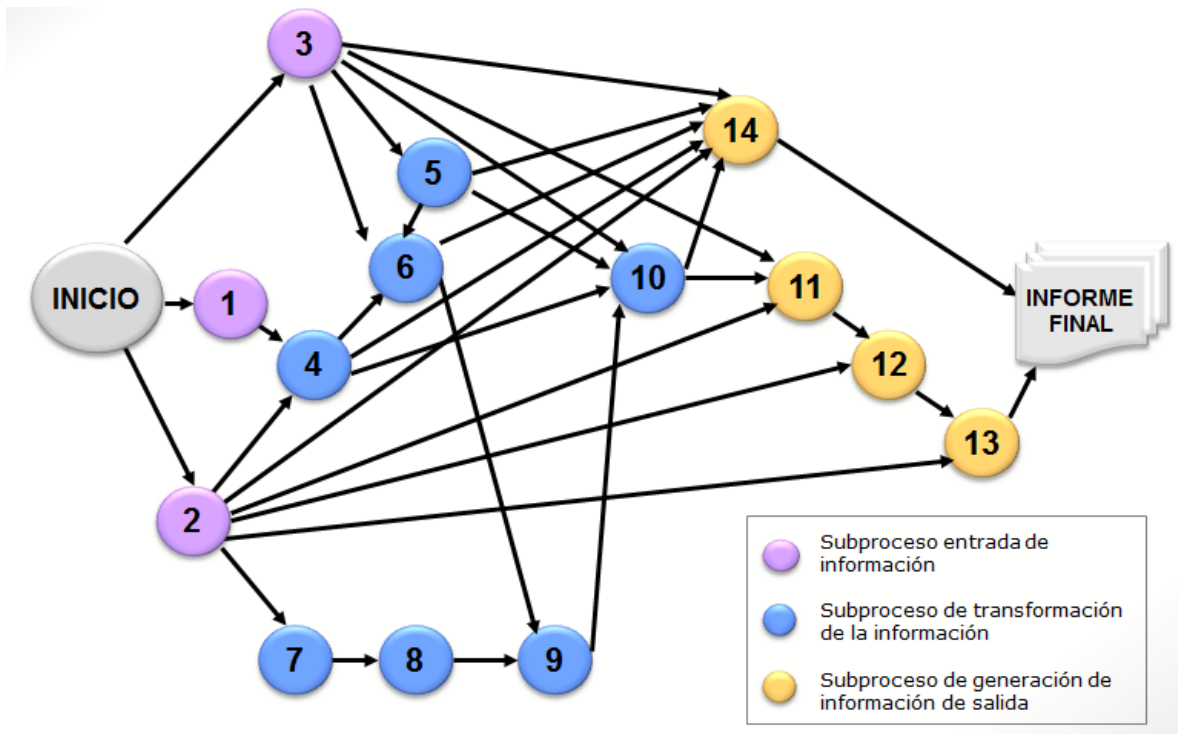 3
14
5
6
10
11
INICIO
1
INFORME
FINAL
4
12
13
2
7
8
9
Subproceso entrada de
información
Subproceso de transformación
de la información
Subproceso de generación de
información de salida